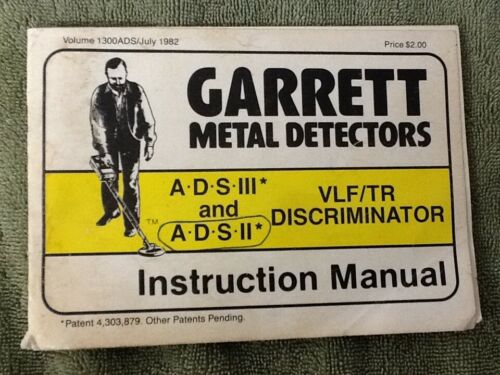 Volume 1300ADS/July 1982
Price $2.00
GARRETT
METAL DETECTORS
A·D·S·III*
and
A·D·S·II*
VLF/TR
DISCRIMINATOR
TM
Instruction Manual
*Patent 4,303,879. Other Patents Pending.